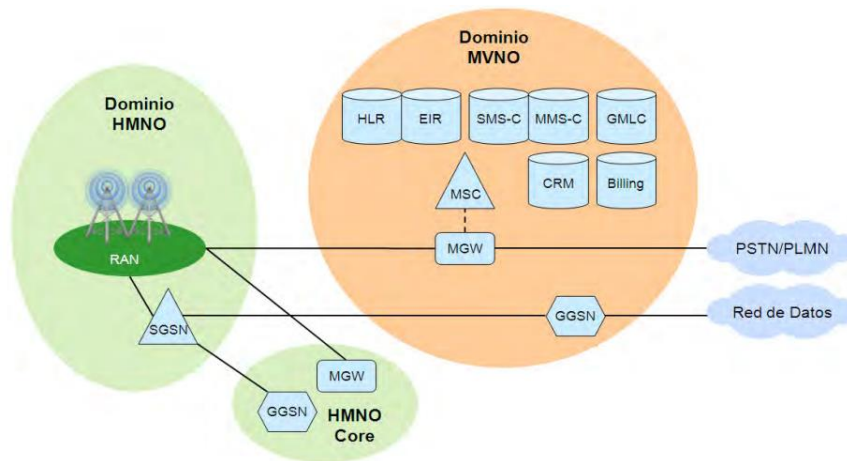 Dominio
MVNO
Dominio
HMNO
HLR
EIR
SMS-C
MMS-C
GMLC
MSC
CRM
Billing
RAN
MGW
PSTN/PLMN
SGSN
GGSN
Red de Datos
MGW
GGSN
HMNO
Core